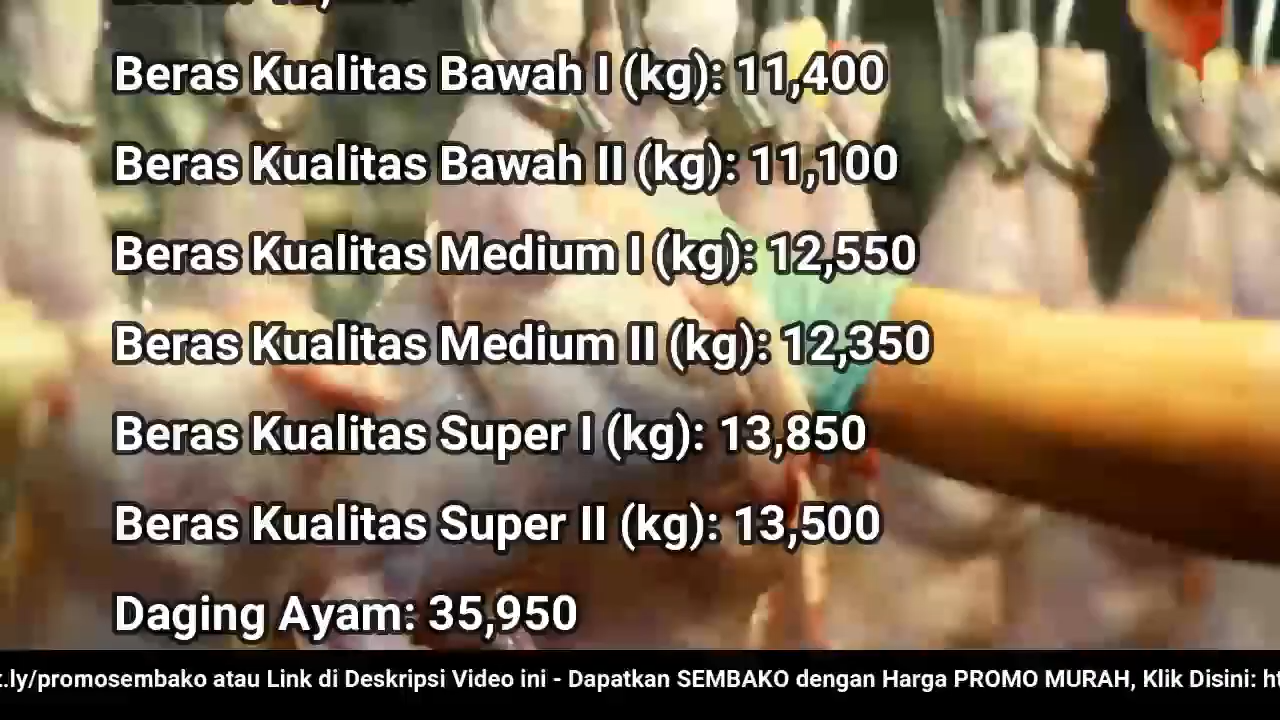 Beras Kualitas Bawah I (kg): 11,400
Beras Kualitas Bawah II (kg): 11,100
Beras Kualitas Medium I (kg): 12,550
Beras Kualitas Medium II (kg): 12,350
Beras Kualitas Super I (kg): 13,850
Beras Kualitas Super II (kg): 13,500
Daging Ayam: 35,950
.ly/promosembako atau Link di Deskripsi Video ini - Dapatkan SEMBAKO dengan Harga PROMO MURAH, Klik Disini: